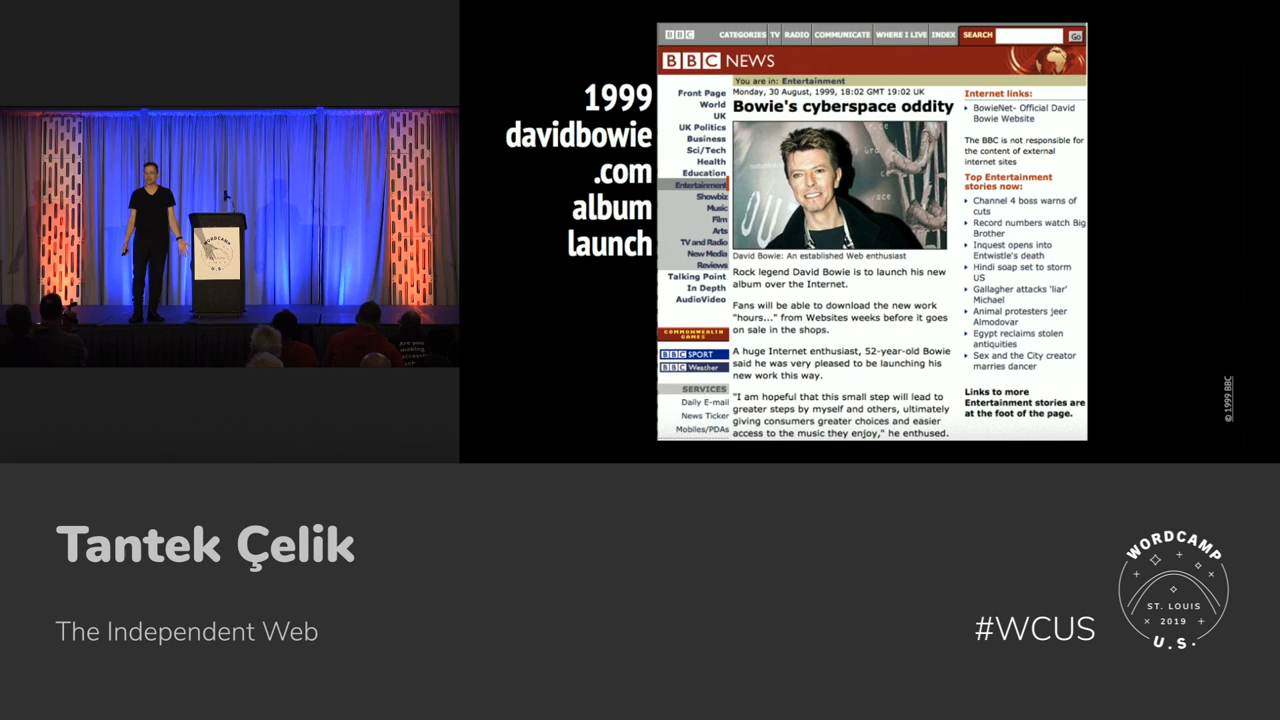 1999
davidbowie
.com
album
launch
BBC
CATEGORIES TV RADIO COMMUNICATE WHERE I LIVE INDEX SEARCH Go
BBC NEWS
You are in: Entertainment
Front Page
World
UK
UK Politics
Business
Sci/Tech
Health
Education
Entertainment
Showbiz
Music
Film
Arts
TV and Radio
New Media
Reviews
Talking Point
In Depth
AudioVideo
COMMONWEALTH
GAMES
BBC SPORT
BBC Weather
SERVICES
Daily E-mail
News Ticker
Mobiles/PDAs
Monday, 30 August, 1999, 18:02 GMT 19:02 UK
Bowie's cyberspace oddity
David Bowie: An established Web enthusiast
Rock legend David Bowie is to launch his new
album over the Internet.
Fans will be able to download the new work
"hours..." from Websites weeks before it goes
on sale in the shops.
A huge Internet enthusiast, 52-year-old Bowie
said he was very pleased to be launching his
new work this way.
"I am hopeful that this small step will lead to
greater steps by myself and others, ultimately
giving consumers greater choices and easier
access to the music they enjoy," he enthused.
Internet links:
BowieNet- Official David
Bowie Website
The BBC is not responsible for
the content of external
internet sites
Top Entertainment
stories now:
Channel 4 boss warns of
cuts
Record numbers watch Big
Brother
Inquest opens into
Entwistle's death
Hindi soap set to storm
US
Gallagher attacks 'liar'
Michael
Animal protesters jeer
Almodovar
Egypt reclaims stolen
antiquities
Sex and the City creator
marries dancer
Links to more
Entertainment stories are
at the foot of the page.
© 1999 BBC
WORDCAMP
U.S.
Are you
making
Tantek Çelik
The Independent Web
#WCUS
WORDCAMP
ST. LOUIS
2019
U.S.